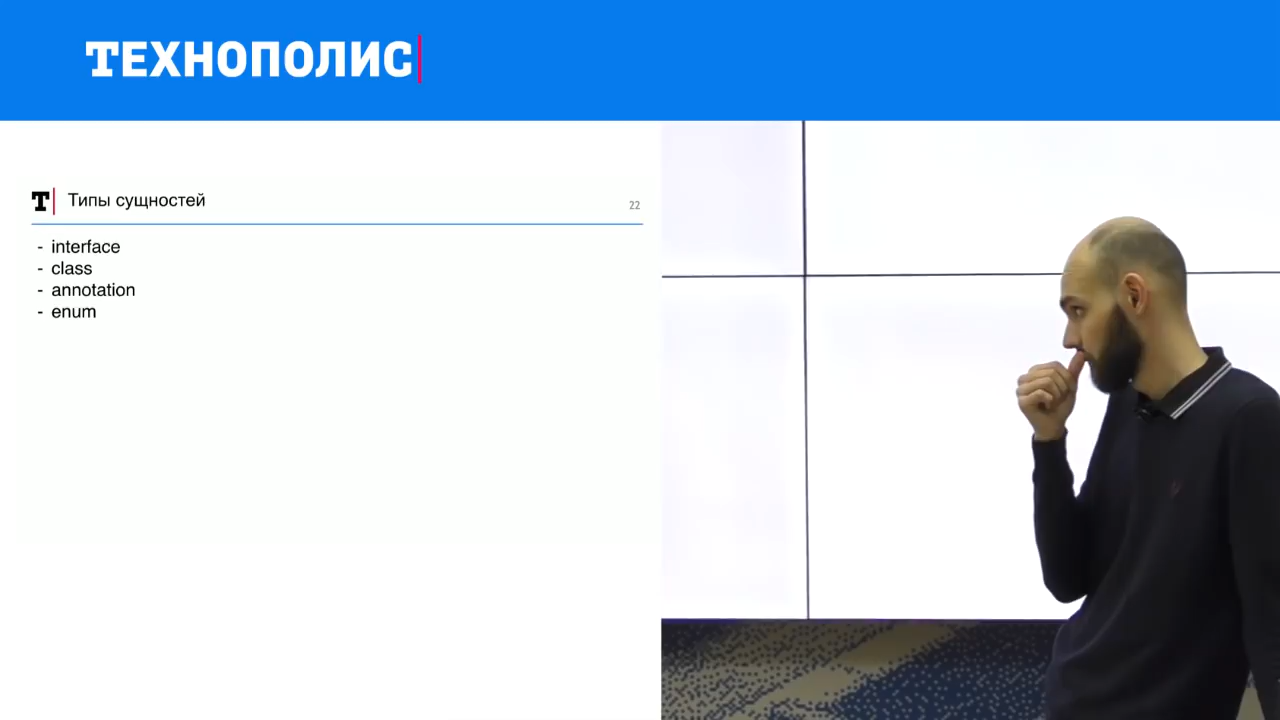 ТЕХНОПОЛИС
Т Типы сущностей
22
- interface
- class
- annotation
- enum